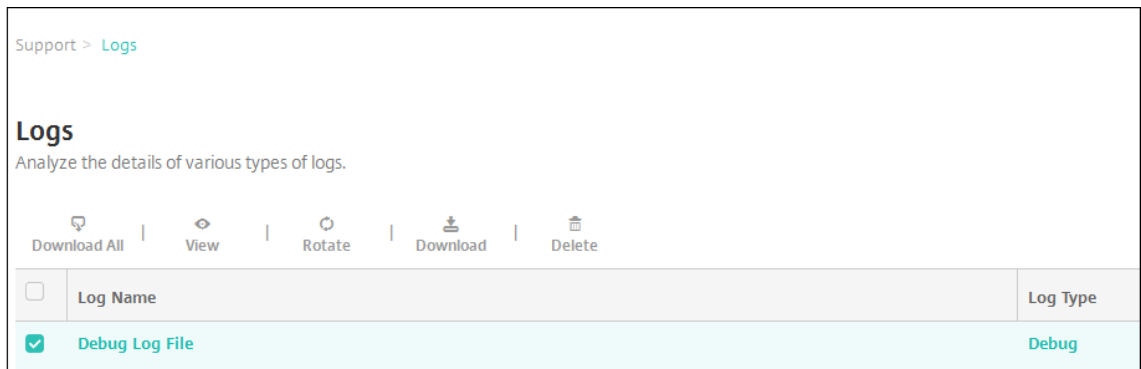 Support > Logs
Logs
Analyze the details of various types of logs.
Download All | View | Rotate | Download | Delete
Log Name Log Type
Debug Log File Debug